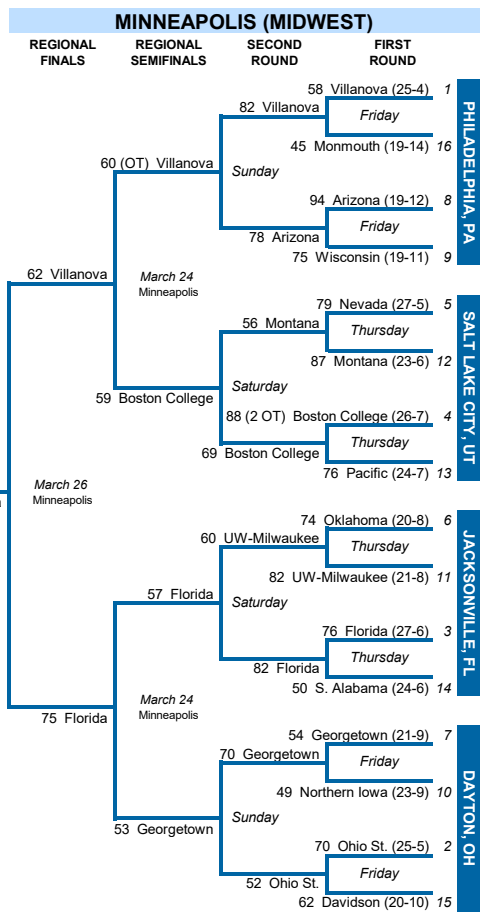 MINNEAPOLIS (MIDWEST)
REGIONAL FINALS
REGIONAL SEMIFINALS
SECOND ROUND
FIRST ROUND
58 Villanova (25-4) 1
82 Villanova
Friday
45 Monmouth (19-14) 16
60 (OT) Villanova
Sunday
94 Arizona (19-12) 8
78 Arizona
Friday
75 Wisconsin (19-11) 9
PHILADELPHIA, PA
62 Villanova
March 24
Minneapolis
79 Nevada (27-5) 5
56 Montana
Thursday
87 Montana (23-6) 12
59 Boston College
Saturday
88 (2 OT) Boston College (26-7) 4
69 Boston College
Thursday
76 Pacific (24-7) 13
SALT LAKE CITY, UT
March 26
Minneapolis
74 Oklahoma (20-8) 6
60 UW-Milwaukee
Thursday
82 UW-Milwaukee (21-8) 11
57 Florida
Saturday
76 Florida (27-6) 3
82 Florida
Thursday
50 S. Alabama (24-6) 14
JACKSONVILLE, FL
75 Florida
March 24
Minneapolis
54 Georgetown (21-9) 7
70 Georgetown
Friday
49 Northern Iowa (23-9) 10
53 Georgetown
Sunday
70 Ohio St. (25-5) 2
52 Ohio St.
Friday
62 Davidson (20-10) 15
DAYTON, OH